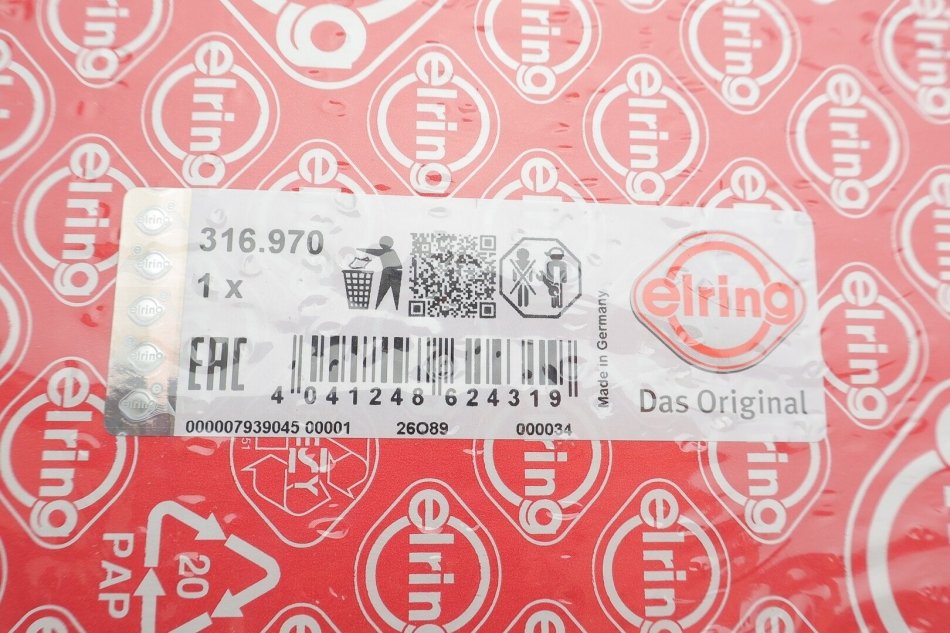 elring
316.970
1 x
EAC
4 041248 624319
000007939045 00001 26O89 000034
Made in Germany
elring
Das Original
20
PAP